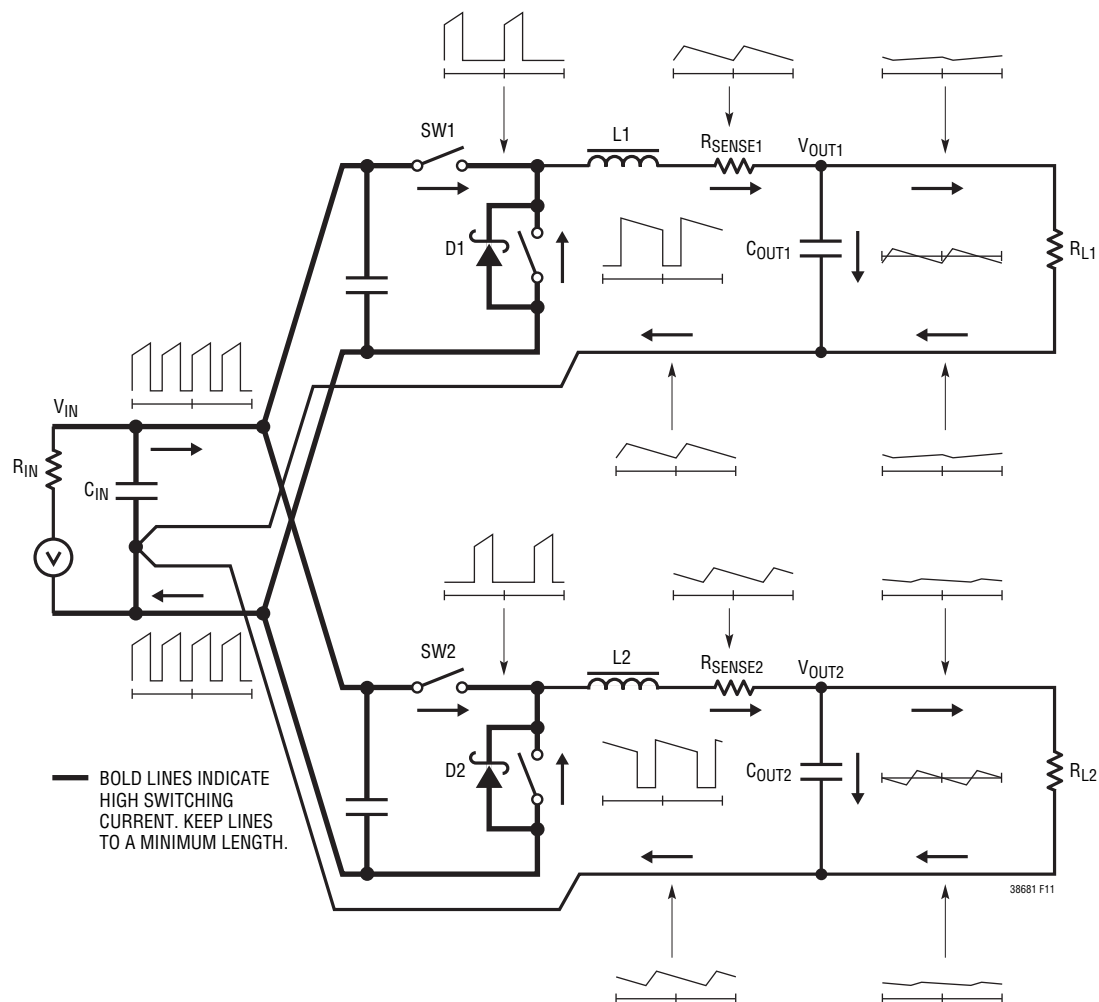 SW1
L1
RSENSE1
VOUT1
D1
COUT1
RL1
VIN
RIN
CIN
V
SW2
L2
RSENSE2
VOUT2
D2
COUT2
RL2
BOLD LINES INDICATE
HIGH SWITCHING
CURRENT. KEEP LINES
TO A MINIMUM LENGTH.
38681 F11